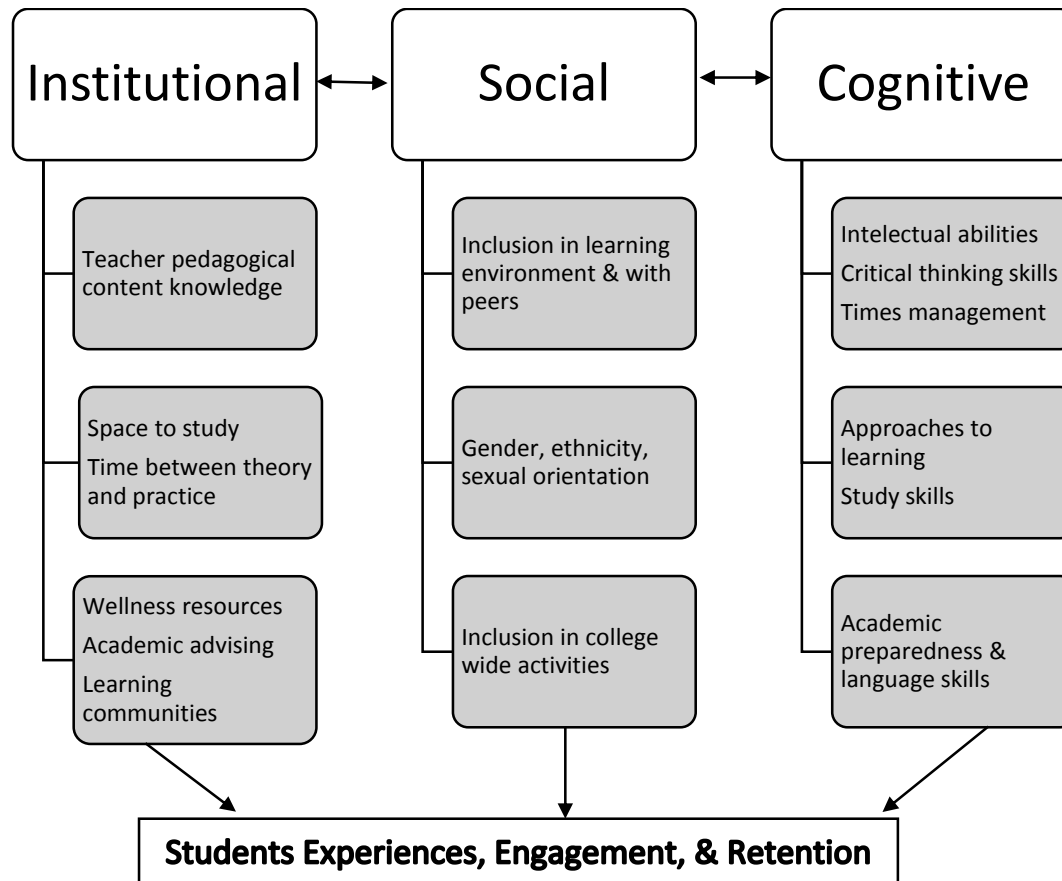 Institutional
Teacher pedagogical
content knowledge
Space to study
Time between theory
and practice
Wellness resources
Academic advising
Learning
communities
Social
Inclusion in learning
environment & with
peers
Gender, ethnicity,
sexual orientation
Inclusion in college
wide activities
Cognitive
Intelectual abilities
Critical thinking skills
Times management
Approaches to
learning
Study skills
Academic
preparedness &
language skills
Students Experiences, Engagement, & Retention